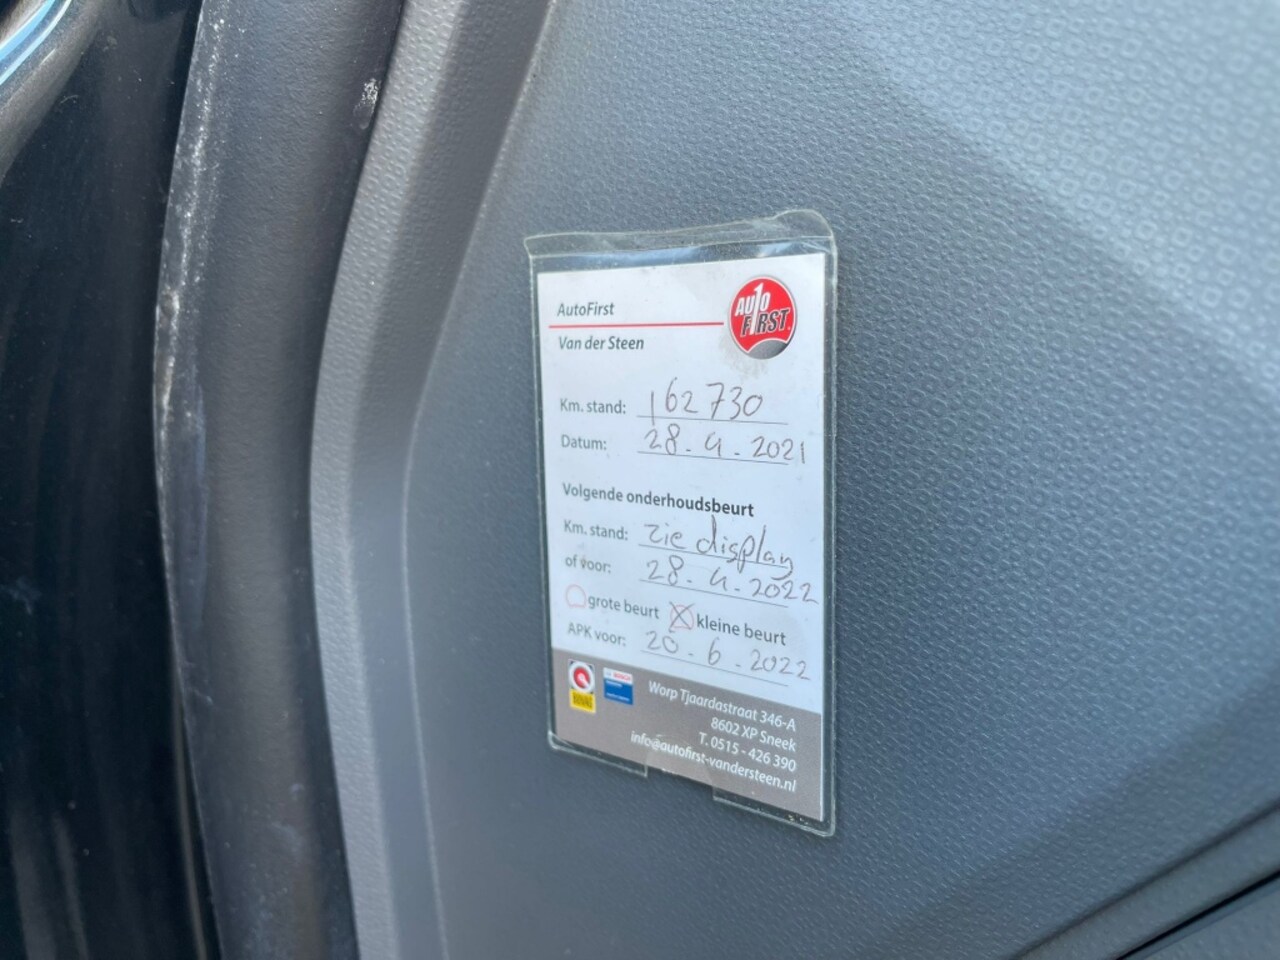 AutoFirst
AUTO FIRST
Van der Steen
Km. stand: 162730
Datum: 28-4-2021
Volgende onderhoudsbeurt
Km. stand: zie display
of voor: 28-4-2022
grote beurt kleine beurt
APK voor: 20-6-2022
BOVAG
BOSCH
Worp Tjaardastraat 346-A
8602 XP Sneek
T. 0515 - 426 390
info@autofirst-vandersteen.nl